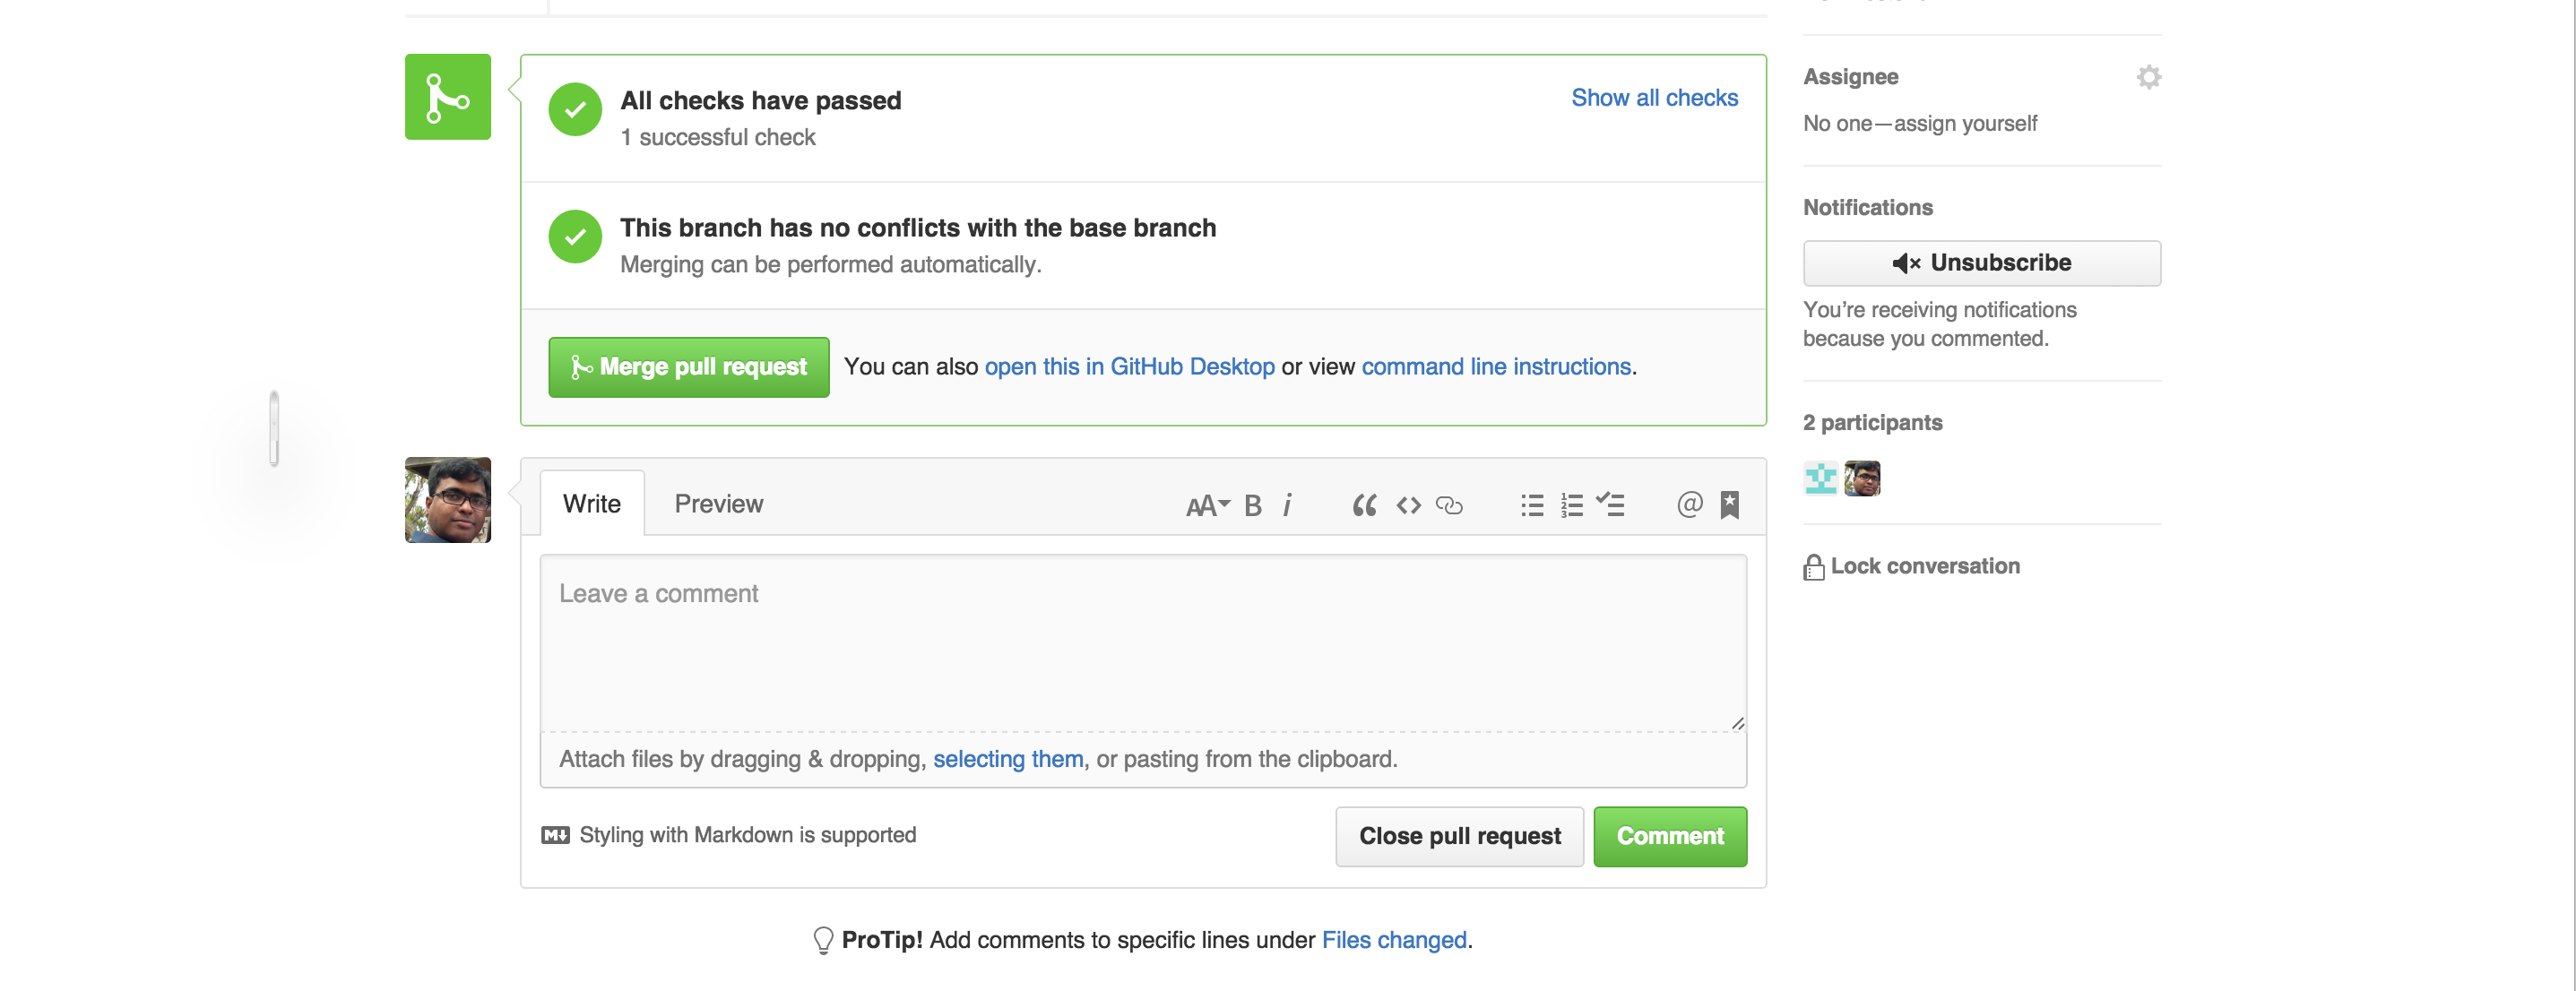 All checks have passed
1 successful check
Show all checks
This branch has no conflicts with the base branch
Merging can be performed automatically.
Merge pull request
You can also open this in GitHub Desktop or view command line instructions.
Write
Preview
AA B i
@
Leave a comment
Attach files by dragging & dropping, selecting them, or pasting from the clipboard.
M Styling with Markdown is supported
Close pull request
Comment
ProTip! Add comments to specific lines under Files changed.
Assignee
No one—assign yourself
Notifications
Unsubscribe
You’re receiving notifications
because you commented.
2 participants
Lock conversation